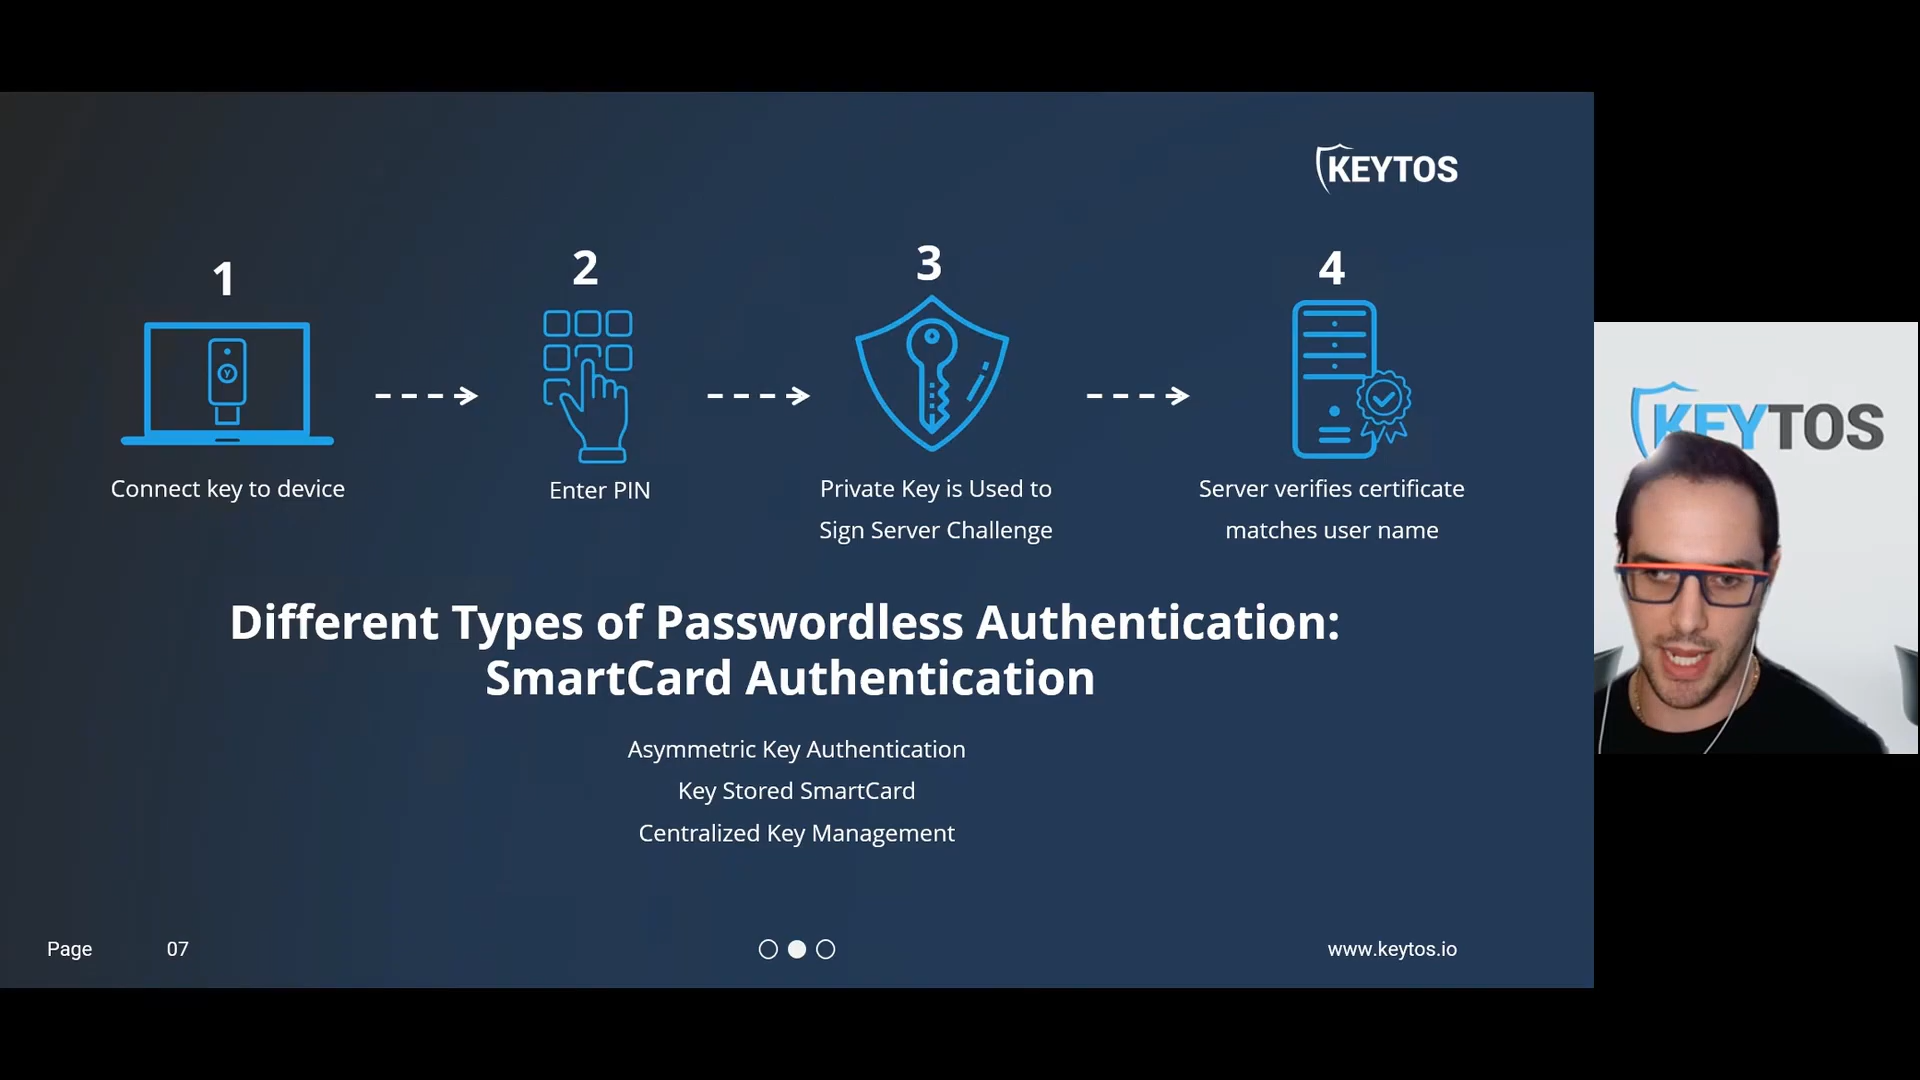 KEYTOS
1
2
3
4
Y
Connect key to device
Enter PIN
Private Key is Used to
Sign Server Challenge
Server verifies certificate
matches user name
KEYTOS
Different Types of Passwordless Authentication:
SmartCard Authentication
Asymmetric Key Authentication
Key Stored SmartCard
Centralized Key Management
Page 07
www.keytos.io